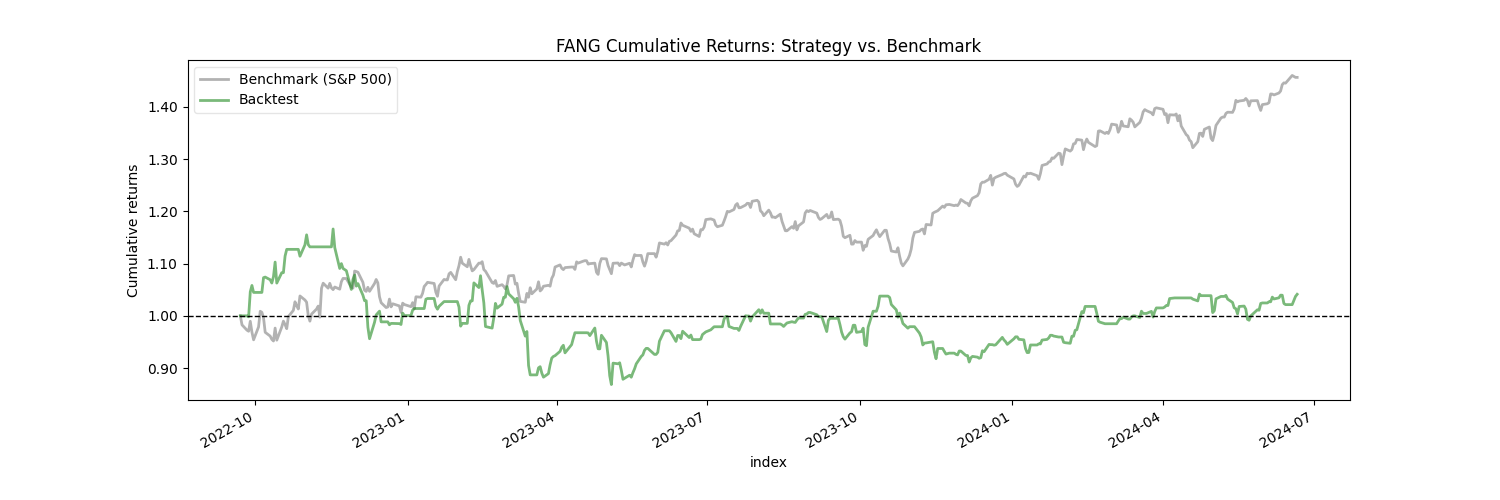 FANG Cumulative Returns: Strategy vs. Benchmark
Benchmark (S&P 500)
Backtest
Cumulative returns
1.40
1.30
1.20
1.10
1.00
0.90
2022-10
2023-01
2023-04
2023-07
2023-10
2024-01
2024-04
2024-07
index